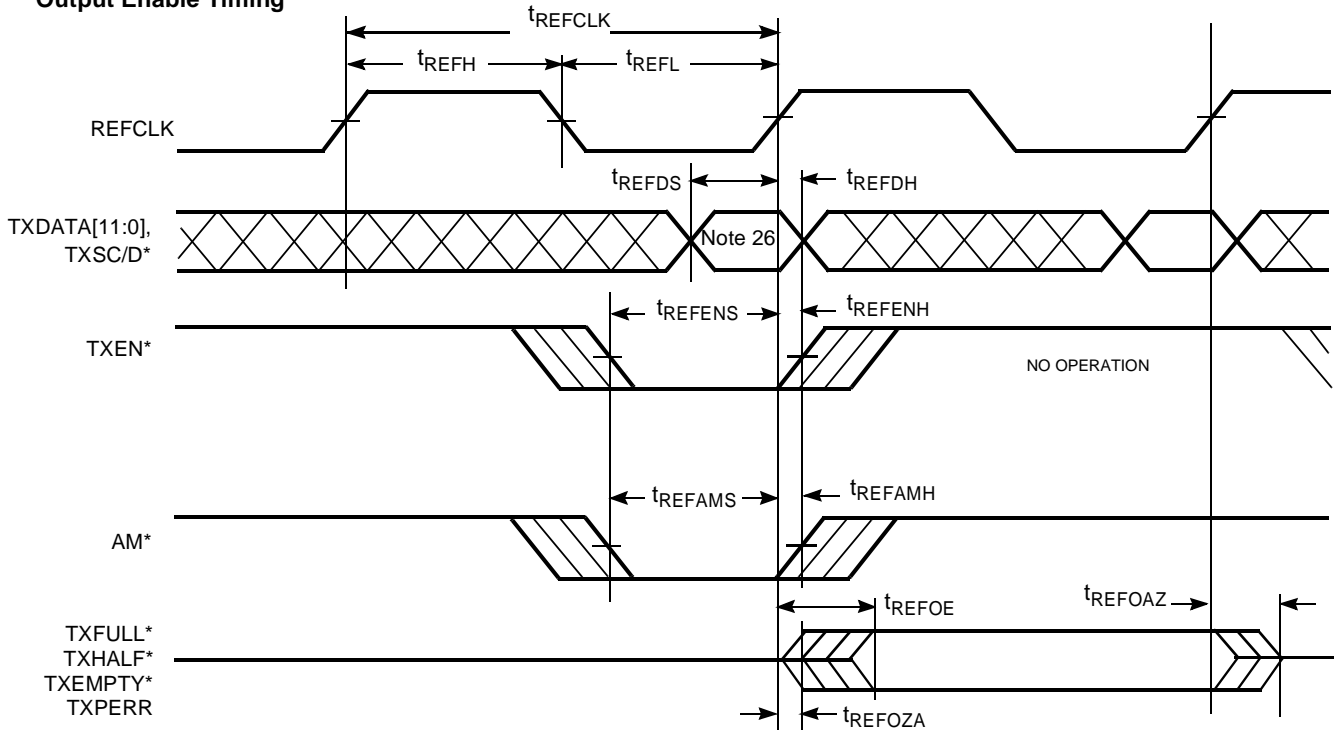 Output Enable Timing
tREFCLK
tREFH
tREFL
REFCLK
tREFDS
tREFDH
TXDATA[11:0],
TXSC/D*
Note 26
tREFENS
tREFENH
TXEN*
NO OPERATION
tREFAMS
tREFAMH
AM*
tREFOE
tREFOAZ
TXFULL*
TXHALF*
TXEMPTY*
TXPERR
tREFOZA